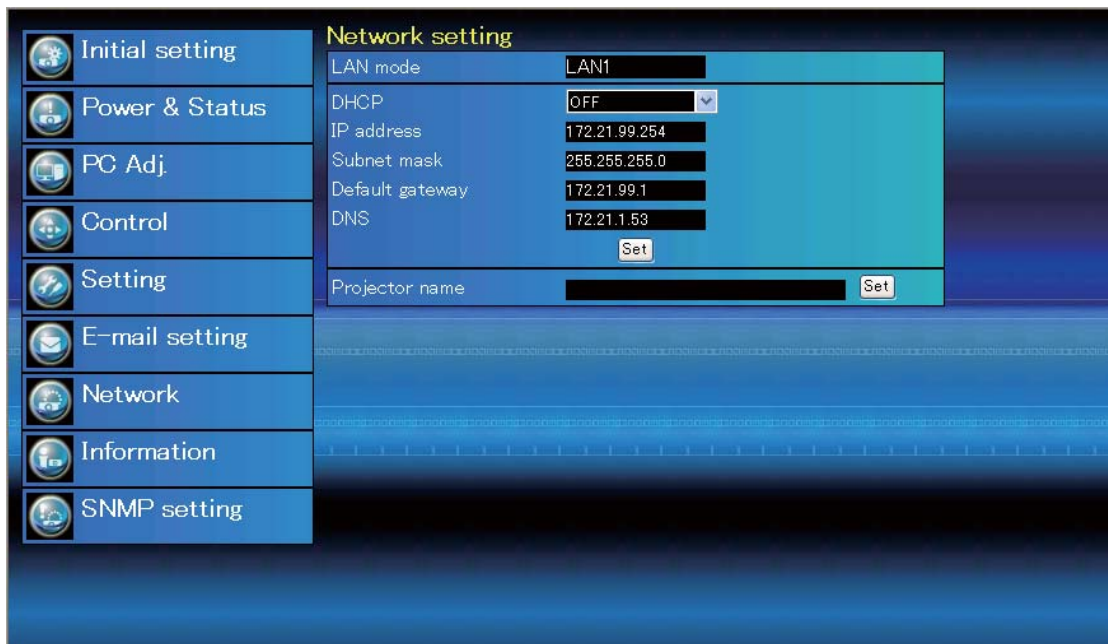 Initial setting
Power & Status
PC Adj.
Control
Setting
E-mail setting
Network
Information
SNMP setting
Network setting
LAN mode LAN1
DHCP OFF
IP address 172.21.99.254
Subnet mask 255.255.255.0
Default gateway 172.21.99.1
DNS 172.21.1.53
Set
Projector name Set